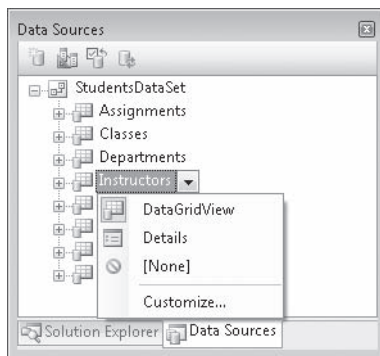 Data Sources
StudentsDataSet
Assignments
Classes
Departments
Instructors
DataGridView
Details
[None]
Customize...
Solution Explorer
Data Sources